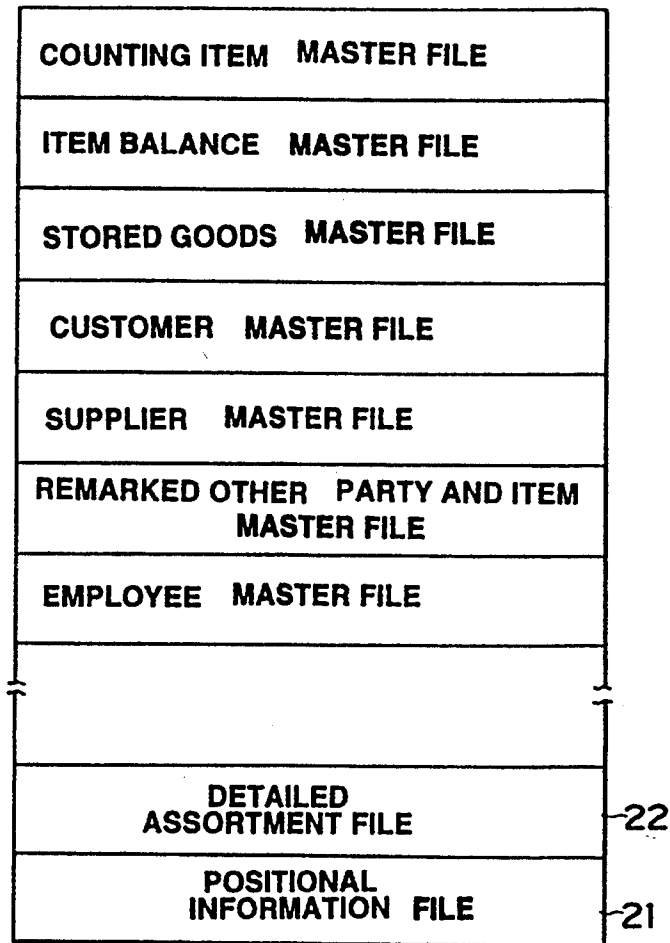 COUNTING ITEM MASTER FILE
ITEM BALANCE MASTER FILE
STORED GOODS MASTER FILE
CUSTOMER MASTER FILE
SUPPLIER MASTER FILE
REMARKED OTHER PARTY AND ITEM
MASTER FILE
EMPLOYEE MASTER FILE
DETAILED
ASSORTMENT FILE
22
POSITIONAL
INFORMATION FILE
21